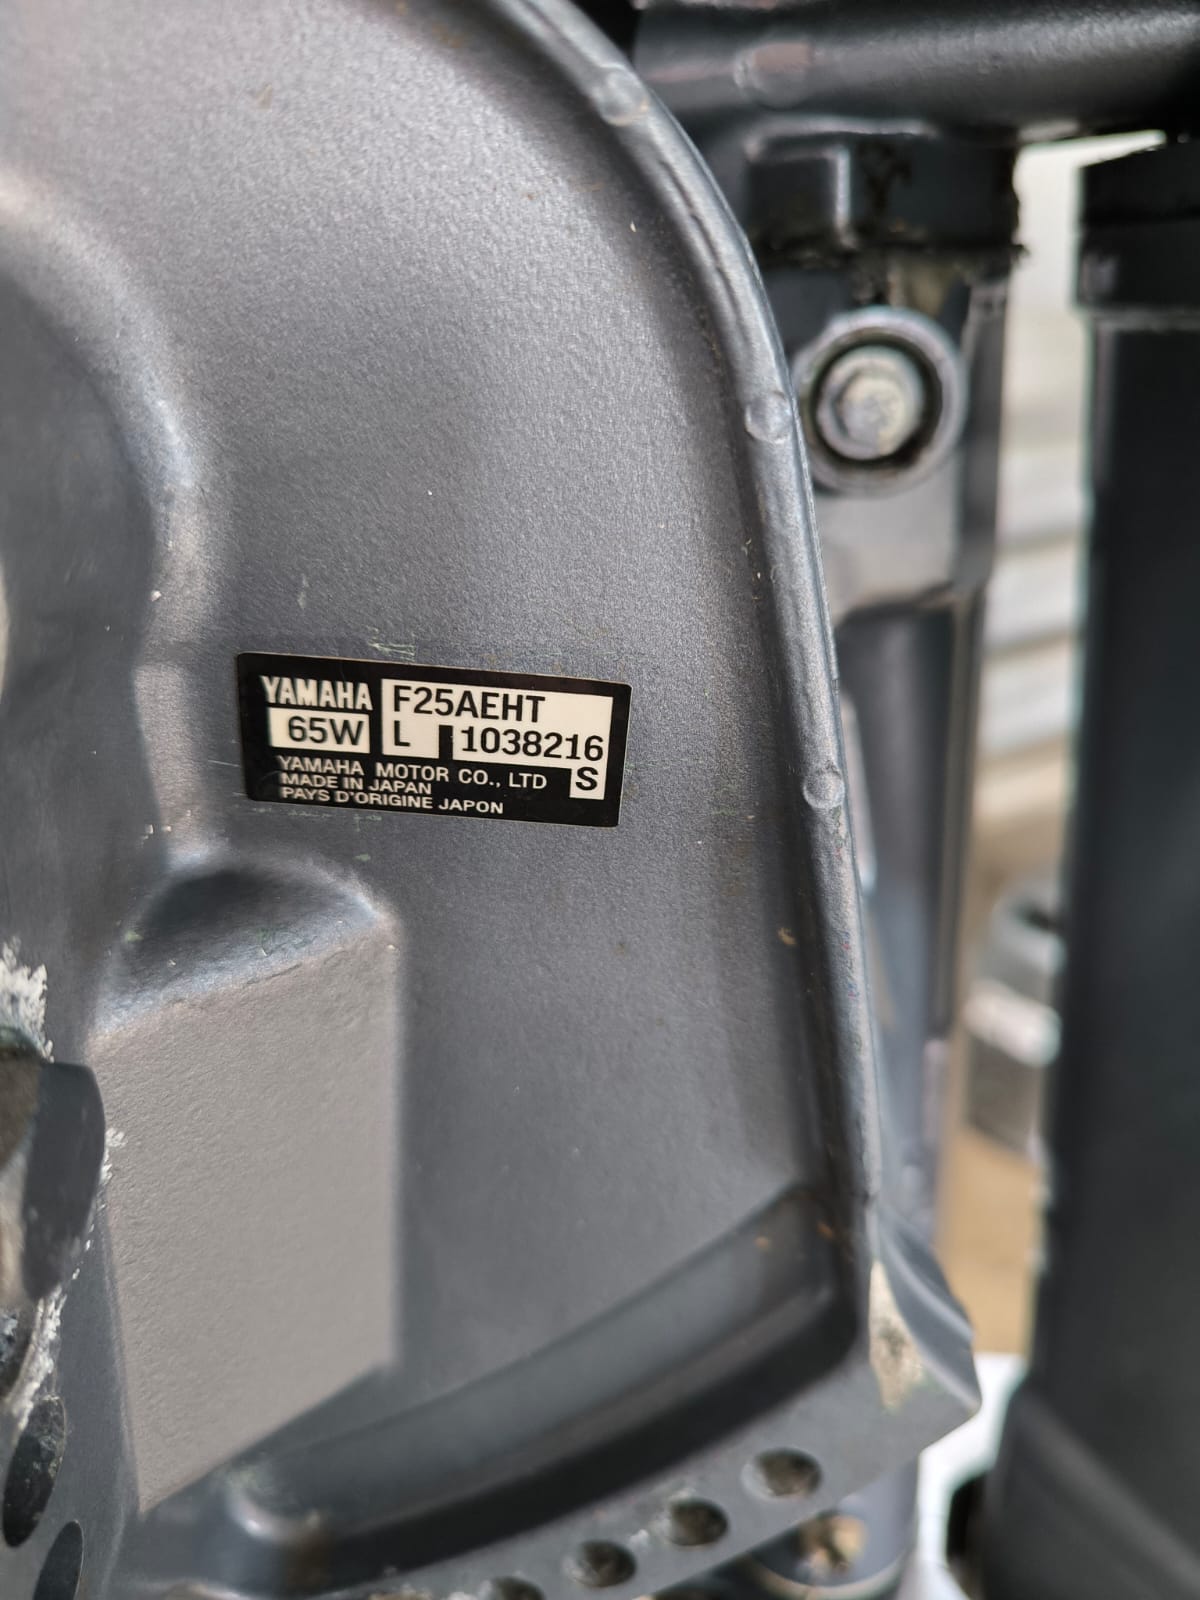 YAMAHA F25AEHT
65W L 1038216
S
YAMAHA MOTOR CO., LTD
MADE IN JAPAN
PAYS D'ORIGINE JAPON